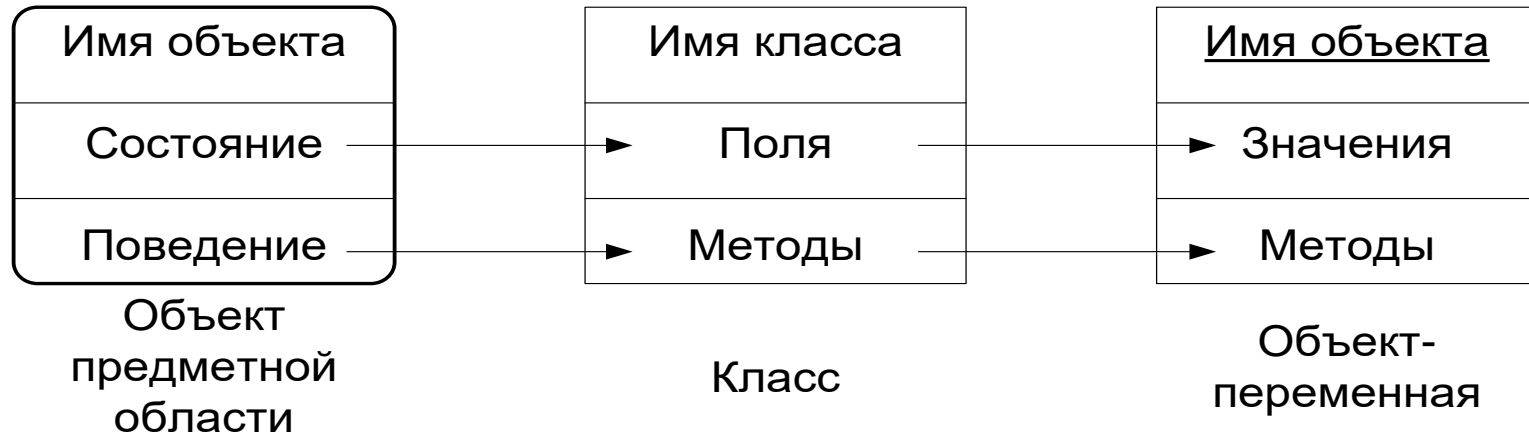 Имя объекта
Имя класса
Имя объекта
Состояние
Поля
Значения
Поведение
Методы
Методы
Объект
предметной
области
Класс
Объект-
переменная